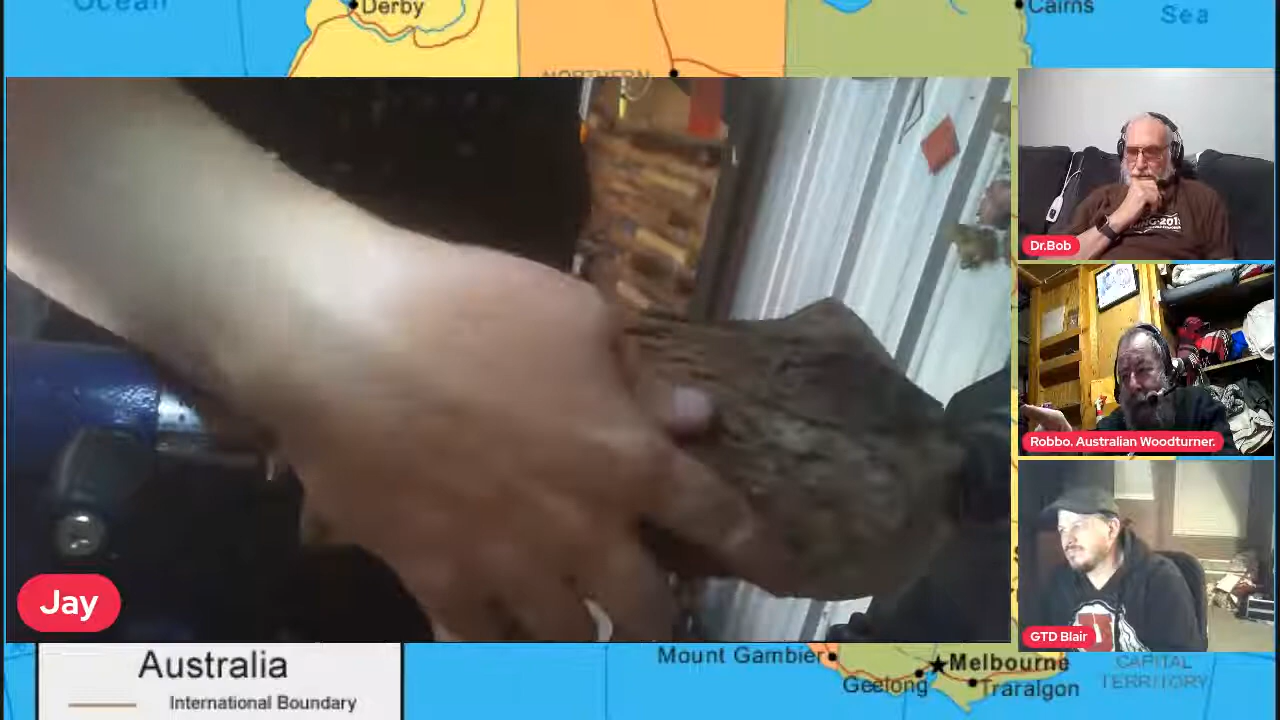 Ocean
Derby
Cairns
Sea
NORTHERN
Dr.Bob
Robbo. Australian Woodturner.
Jay
GTD Blair
Australia
International Boundary
Mount Gambier
Melbourne
Geelong
Traralgon
CAPITAL
TERRITORY